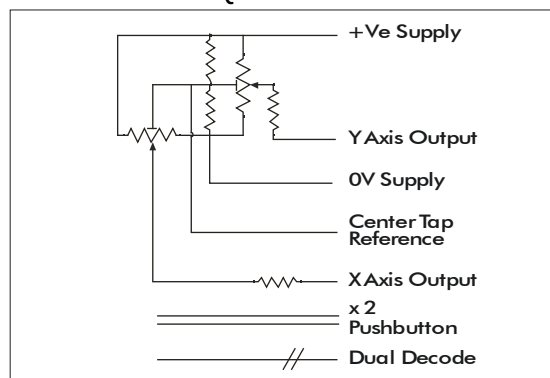 +Ve Supply
Y Axis Output
0V Supply
Center Tap
Reference
X Axis Output
x 2
Pushbutton
Dual Decode